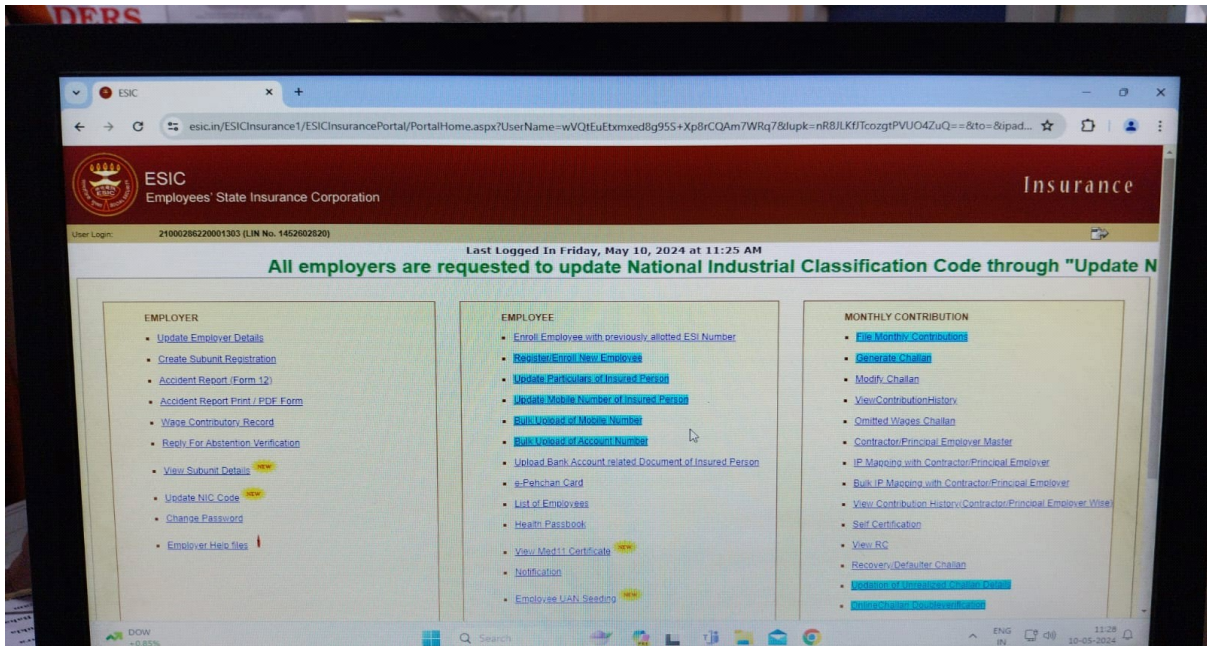 DERS
ESIC
esic.in/ESICInsurance1/ESICInsurancePortal/PortalHome.aspx?UserName=wVQtEuEtxmxed8g95S+Xp8rCQAm7WRq7&lupk=nR8JLKfJTcozgtPVUO4ZuQ==&to=&ipad...
ESIC
Employees' State Insurance Corporation
Insurance
User Login: 21000286220001303 (LIN No. 1452602820)
Last Logged In Friday, May 10, 2024 at 11:25 AM
All employers are requested to update National Industrial Classification Code through "Update N
EMPLOYER
Update Employer Details
Create Subunit Registration
Accident Report (Form 12)
Accident Report Print / PDF Form
Wage Contributory Record
Reply For Abstention Verification
View Subunit Details NEW
Update NIC Code NEW
Change Password
Employer Help files
EMPLOYEE
Enroll Employee with previously allotted ESI Number
Register/Enroll New Employee
Update Particulars of Insured Person
Update Mobile Number of Insured Person
Bulk Upload of Mobile Number
Bulk Upload of Account Number
Upload Bank Account related Document of Insured Person
e-Pehchan Card
List of Employees
Health Passbook
View Med11 Certificate NEW
Notification
Employee UAN Seeding NEW
MONTHLY CONTRIBUTION
File Monthly Contributions
Generate Challan
Modify Challan
ViewContributionHistory
Omitted Wages Challan
Contractor/Principal Employer Master
IP Mapping with Contractor/Principal Employer
Bulk IP Mapping with Contractor/Principal Employer
View Contribution History(Contractor/Principal Employer Wise)
Self Certification
View RC
Recovery/Defaulter Challan
Updation of Unrealized Challan Details
OnlineChallan Doubleverification
DOW
+0.85%
Search
ENG
IN
11:28
10-05-2024